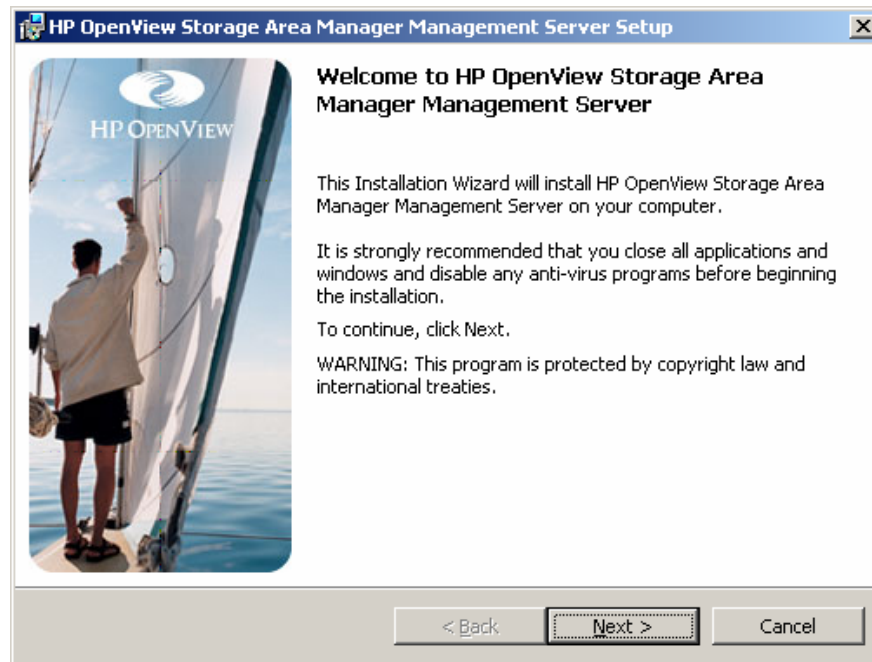 HP OpenView Storage Area Manager Management Server Setup
HP OPENVIEW
Welcome to HP OpenView Storage Area
Manager Management Server
This Installation Wizard will install HP OpenView Storage Area
Manager Management Server on your computer.
It is strongly recommended that you close all applications and
windows and disable any anti-virus programs before beginning
the installation.
To continue, click Next.
WARNING: This program is protected by copyright law and
international treaties.
< Back
Next >
Cancel